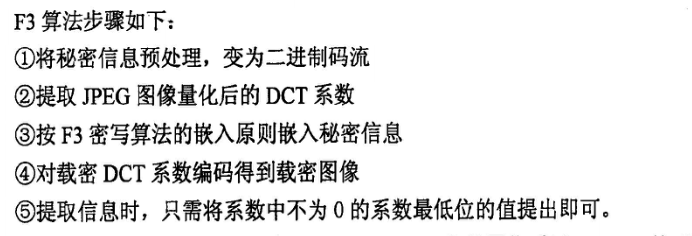 F3 算法步骤如下：
①将秘密信息预处理，变为二进制码流
②提取 JPEG 图像量化后的 DCT 系数
③按 F3 密写算法的嵌入原则嵌入秘密信息
④对载密 DCT 系数编码得到载密图像
⑤提取信息时，只需将系数中不为 0 的系数最低位的值提出即可。